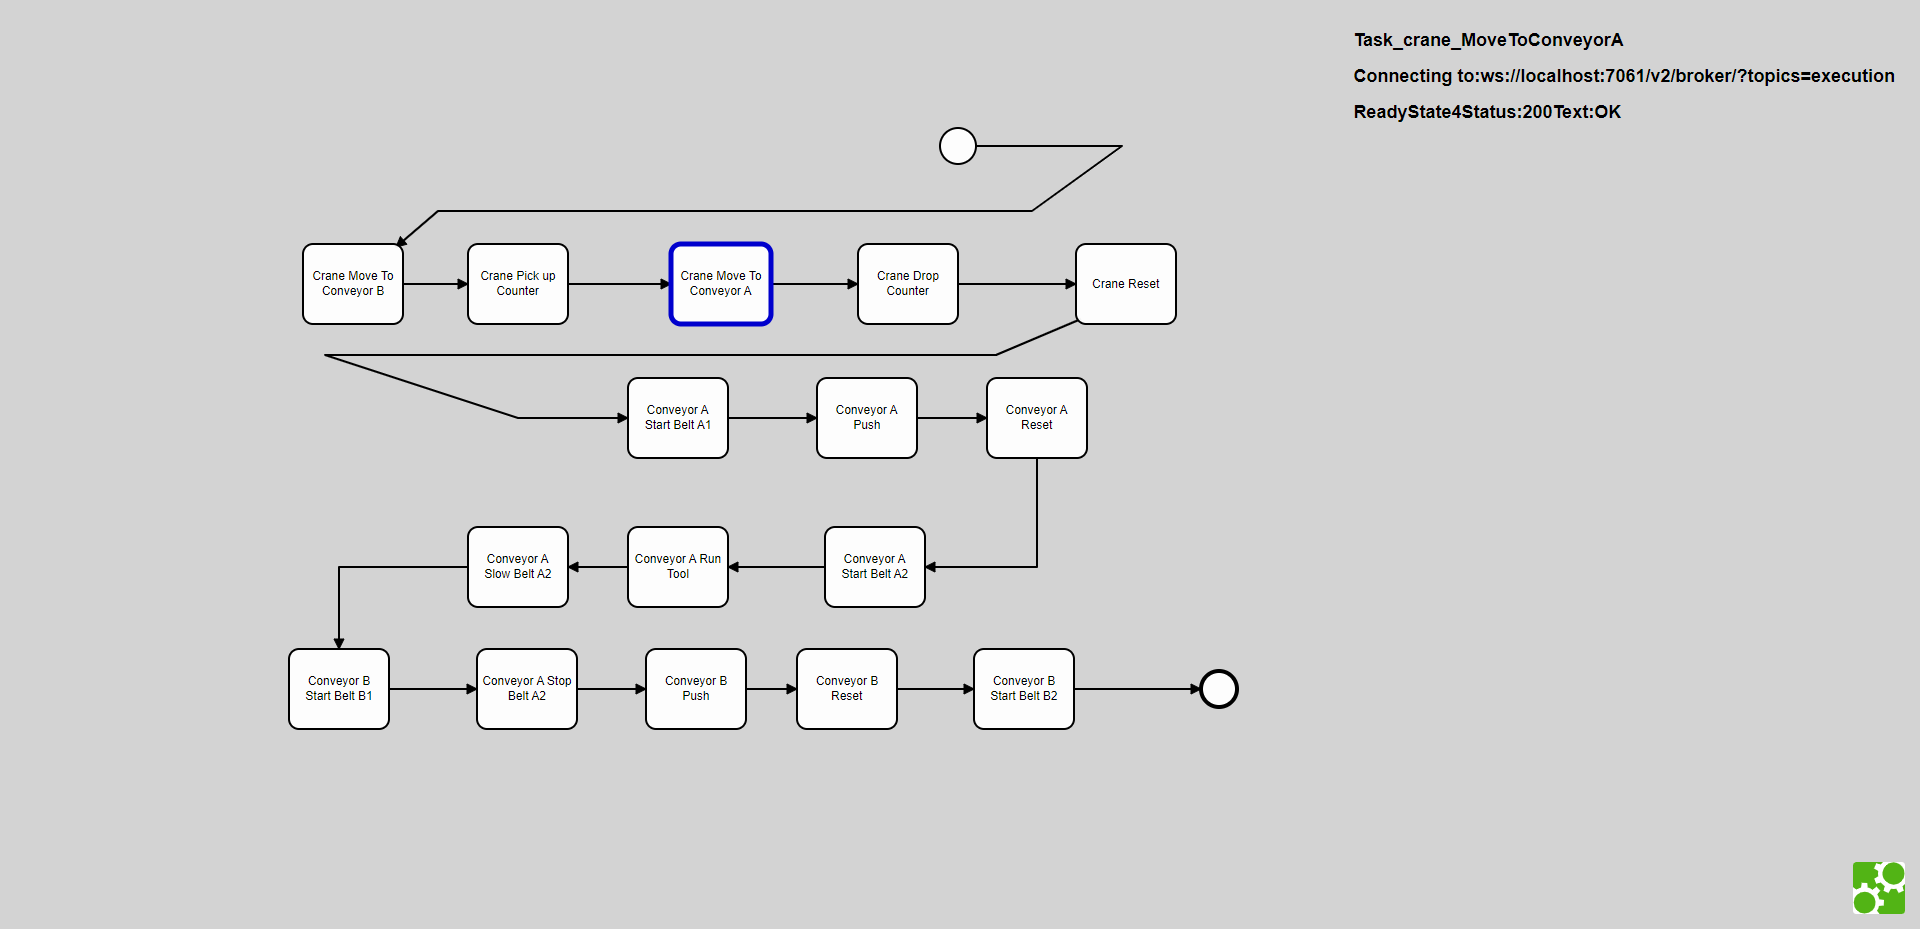 Task_crane_MoveToConveyorA
Connecting to:ws://localhost:7061/v2/broker/?topics=execution
ReadyState4Status:200Text:OK
Crane Move To
Conveyor B
Crane Pick up
Counter
Crane Move To
Conveyor A
Crane Drop
Counter
Crane Reset
Conveyor A
Start Belt A1
Conveyor A
Push
Conveyor A
Reset
Conveyor A
Slow Belt A2
Conveyor A Run
Tool
Conveyor A
Start Belt A2
Conveyor B
Start Belt B1
Conveyor A Stop
Belt A2
Conveyor B
Push
Conveyor B
Reset
Conveyor B
Start Belt B2